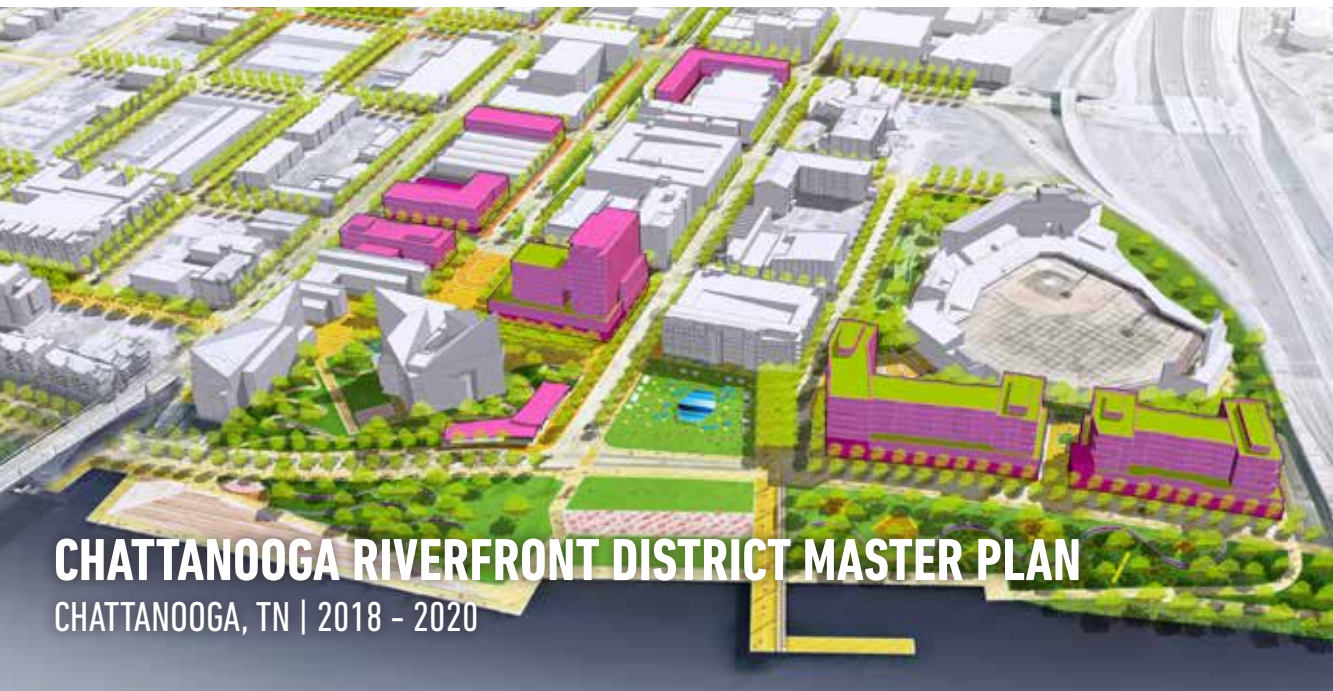 CHATTANOOGA RIVERFRONT DISTRICT MASTER PLAN
CHATTANOOGA, TN | 2018 - 2020